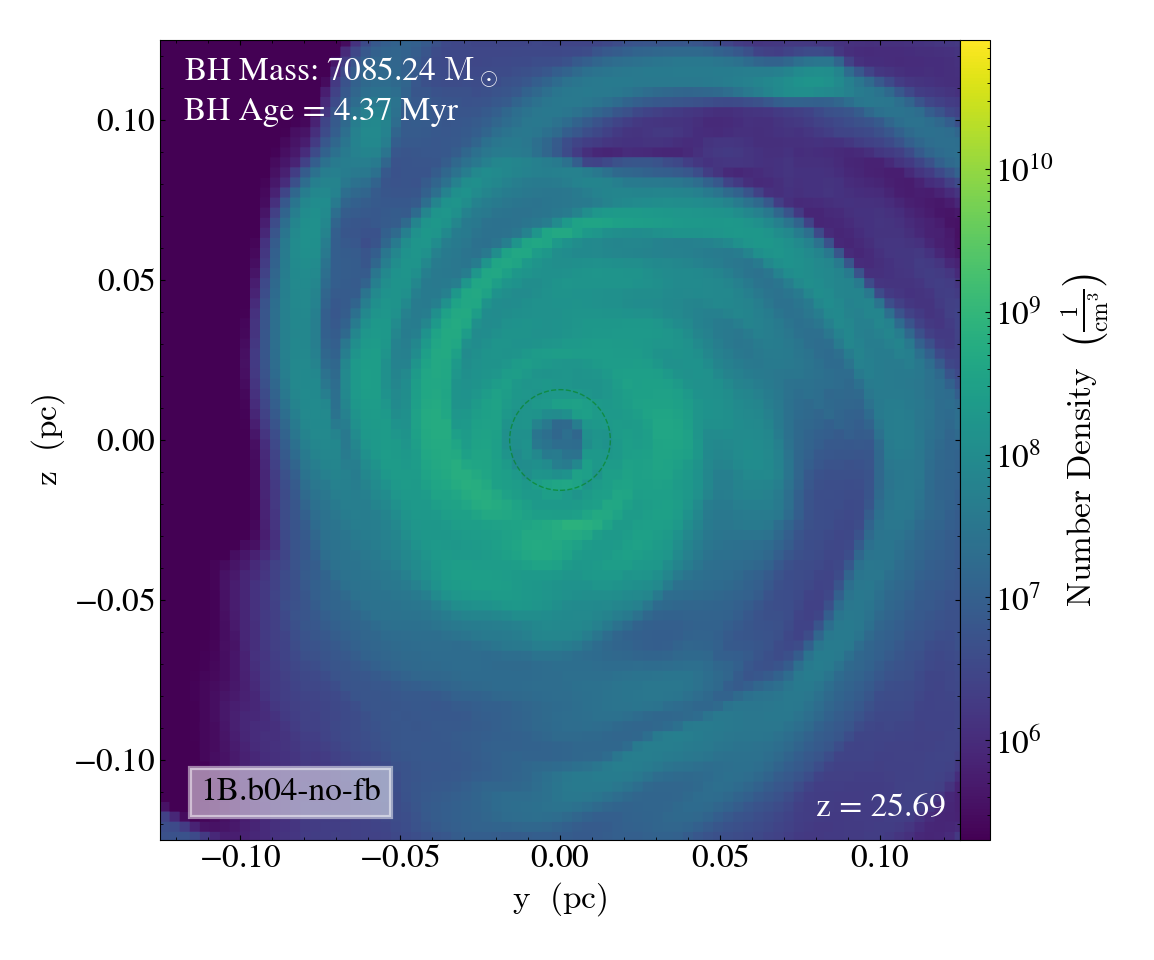 BH Mass: 7085.24 M⊙
BH Age = 4.37 Myr
1B.b04-no-fb
z = 25.69
z (pc)
0.10
0.05
0.00
−0.05
−0.10
−0.10
−0.05
0.00
0.05
0.10
y (pc)
10¹⁰
10⁹
10⁸
10⁷
10⁶
Number Density (1/cm³)